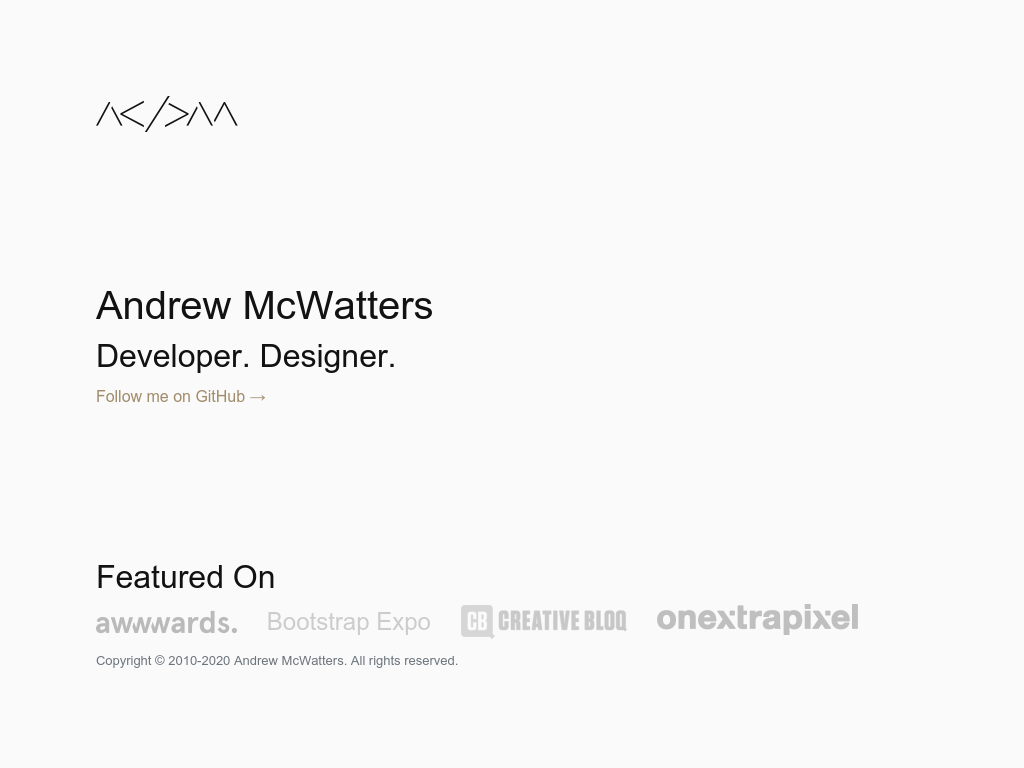 Andrew McWatters
Developer. Designer.
Follow me on GitHub →
Featured On
awwwards. Bootstrap Expo CB CREATIVE BLOQ onextrapixel
Copyright © 2010-2020 Andrew McWatters. All rights reserved.